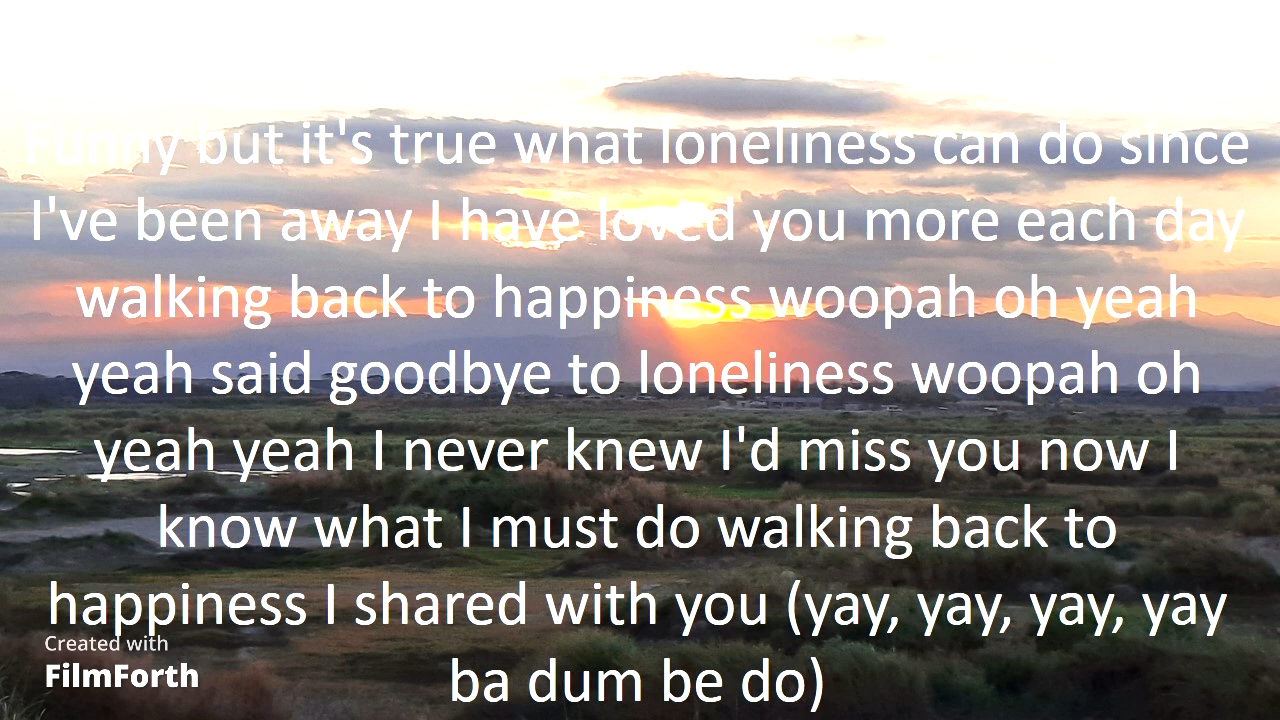 Funny but it's true what loneliness can do since
I've been away I have loved you more each day
walking back to happiness woopah oh yeah
yeah said goodbye to loneliness woopah oh
yeah yeah I never knew I'd miss you now I
know what I must do walking back to
happiness I shared with you (yay, yay, yay, yay
ba dum be do)
Created with
FilmForth